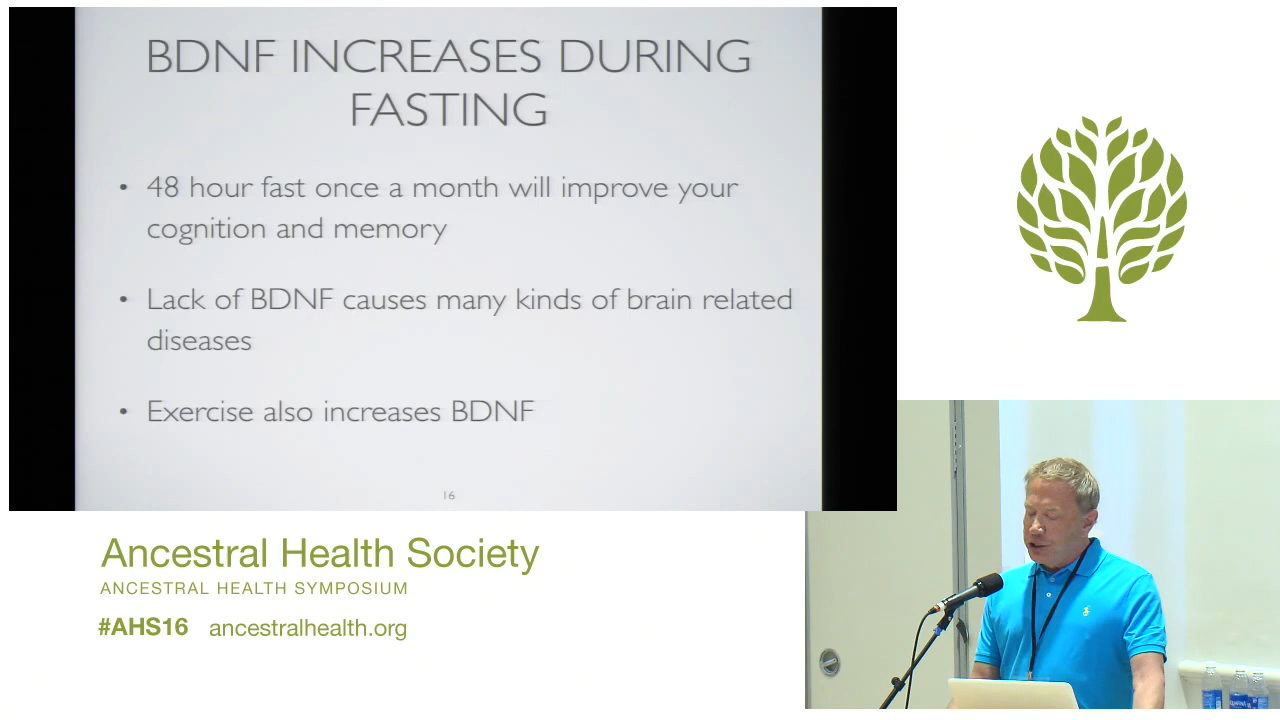 BDNF INCREASES DURING
FASTING
• 48 hour fast once a month will improve your
cognition and memory
• Lack of BDNF causes many kinds of brain related
diseases
• Exercise also increases BDNF
16
Ancestral Health Society
ANCESTRAL HEALTH SYMPOSIUM
#AHS16 ancestralhealth.org